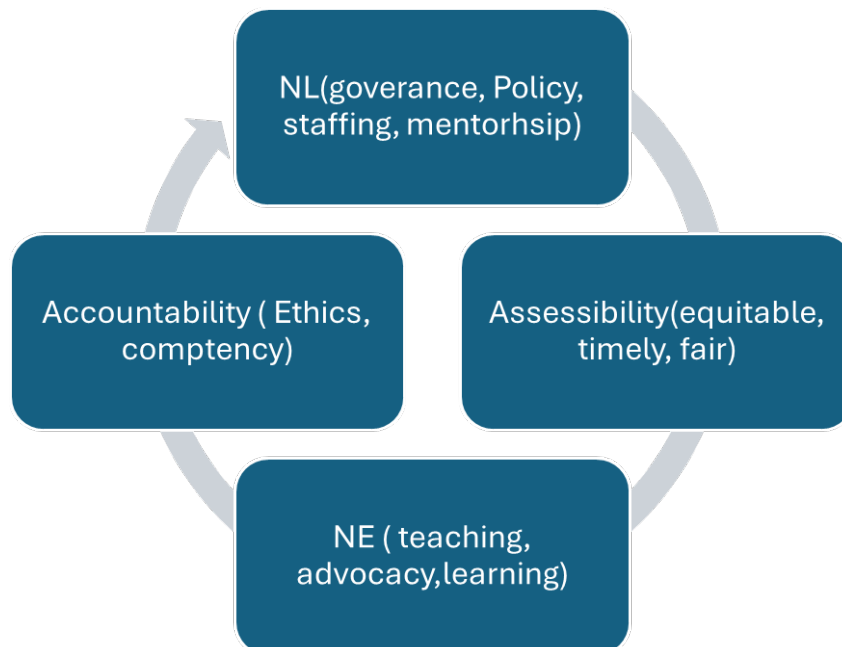 NL(goverance, Policy,
staffing, mentorhsip)
Accountability ( Ethics,
comptency)
Assessibility(equitable,
timely, fair)
NE ( teaching,
advocacy,learning)